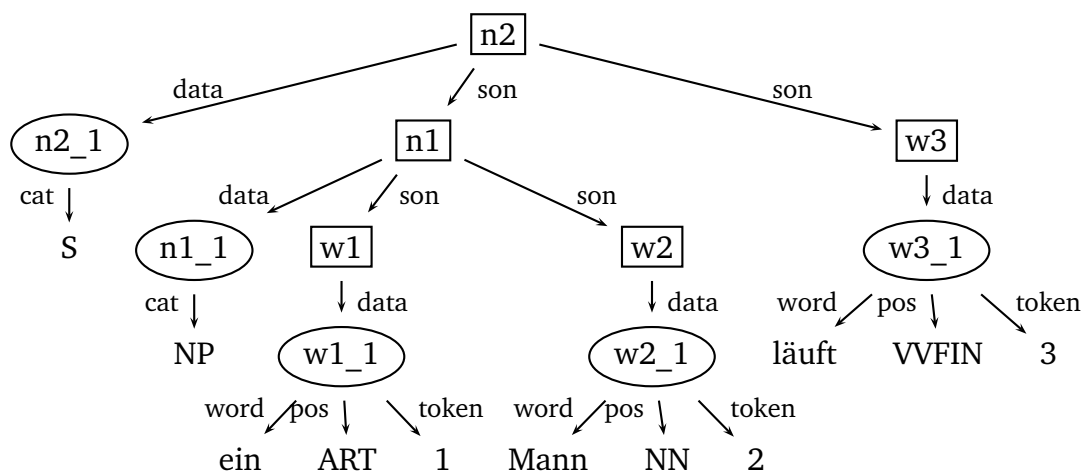 n2
data son son
n2_1 n1 w3
cat data son son data
S n1_1 w1 w2 w3_1
cat data data word pos token
NP w1_1 w2_1 läuft VVFIN 3
word pos token word pos token
ein ART 1 Mann NN 2